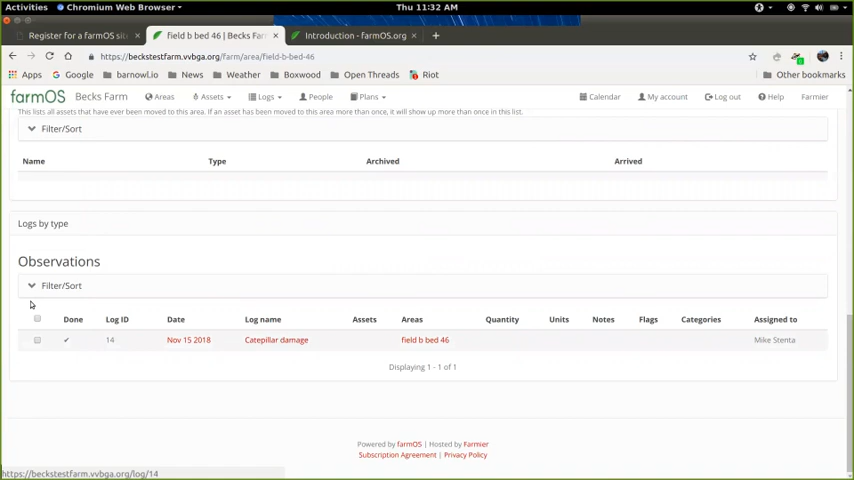 Activities Chromium Web Browser Thu 11:32 AM
Register for a farmOS sit × field b bed 46 | Becks Far × Introduction - farmOS.org × +
https://beckstestfarm.vvbga.org/farm/area/field-b-bed-46
Apps Google barnowl.io News Weather Boxwood Open Threads Riot Other bookmarks
farmOS Becks Farm Areas Assets Logs People Plans Calendar My account Log out Help Farmier
This lists all assets that have ever been moved to this area. If an asset has been moved to this area more than once, it will show up more than once in this list.
Filter/Sort
Name Type Archived Arrived
Logs by type
Observations
Filter/Sort
Done Log ID Date Log name Assets Areas Quantity Units Notes Flags Categories Assigned to
✔ 14 Nov 15 2018 Catepillar damage field b bed 46 Mike Stenta
Displaying 1 - 1 of 1
Powered by farmOS | Hosted by Farmier
Subscription Agreement | Privacy Policy
https://beckstestfarm.vvbga.org/log/14